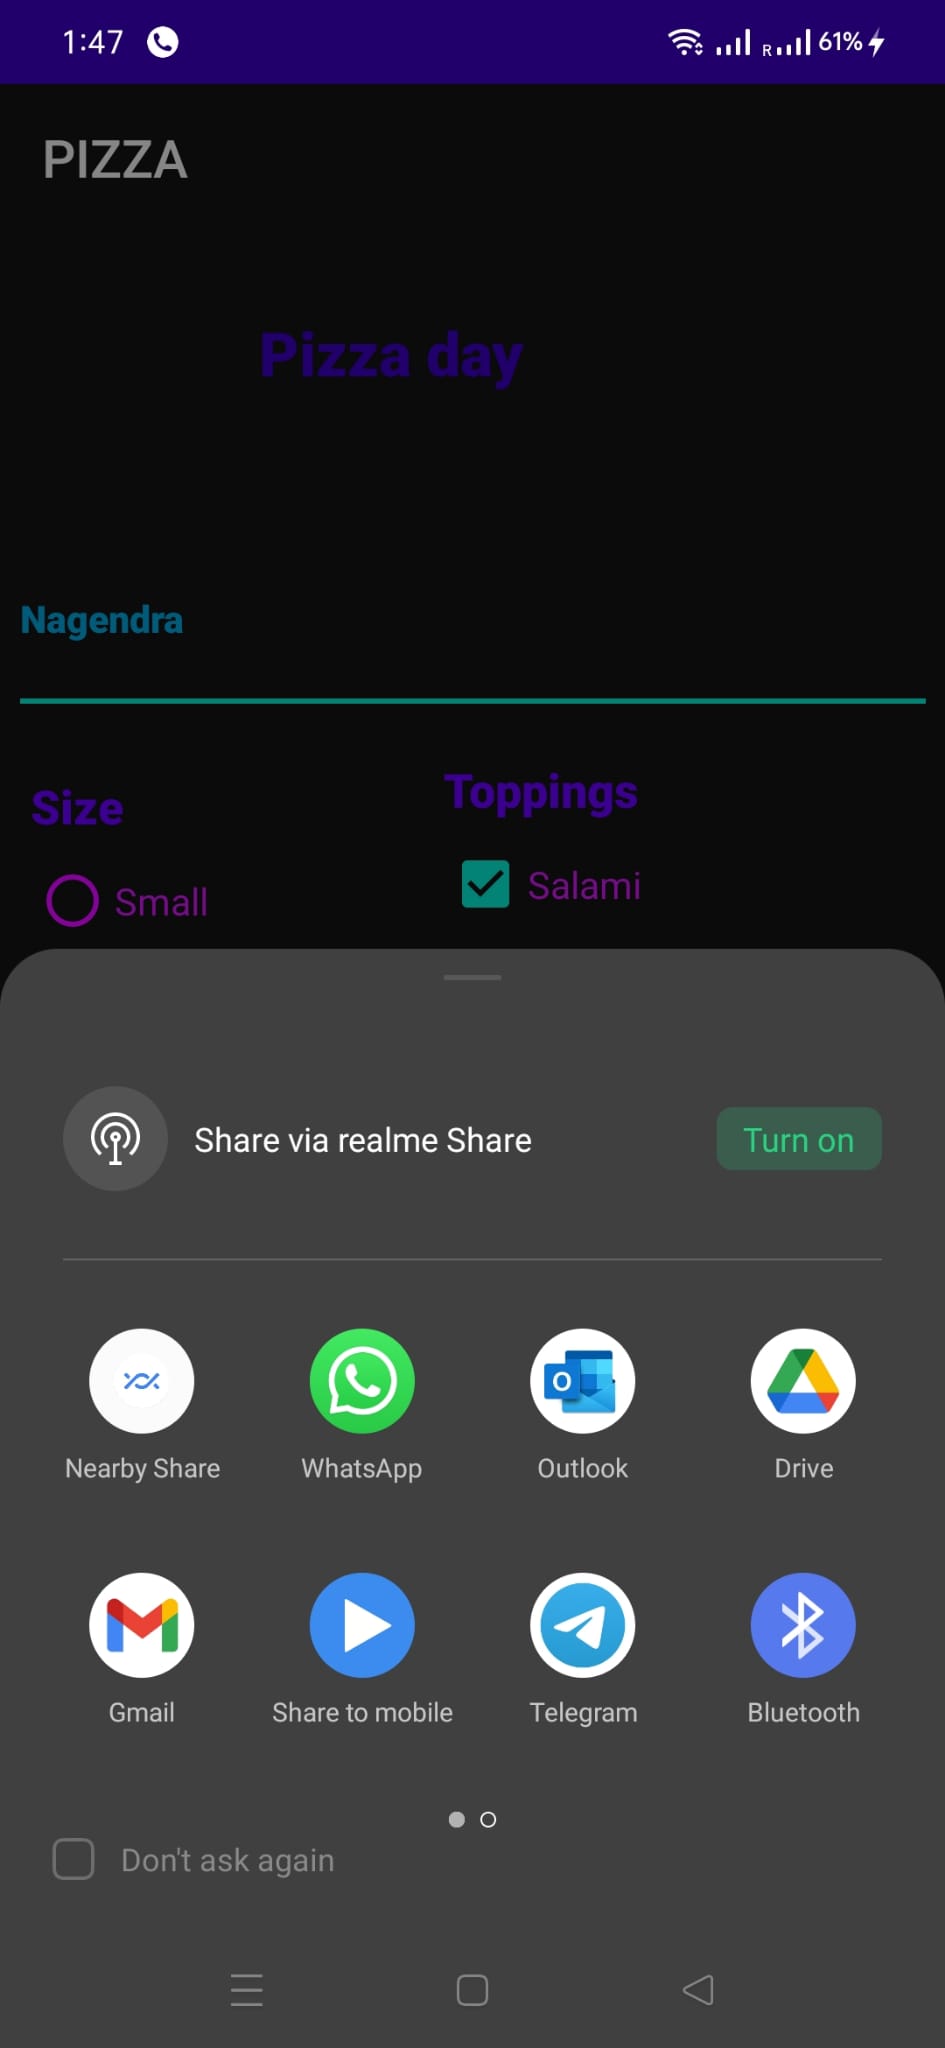 1:47 R 61%
PIZZA
Pizza day
Nagendra
Size Toppings
Small Salami
Share via realme Share Turn on
Nearby Share WhatsApp Outlook Drive
Gmail Share to mobile Telegram Bluetooth
Don't ask again